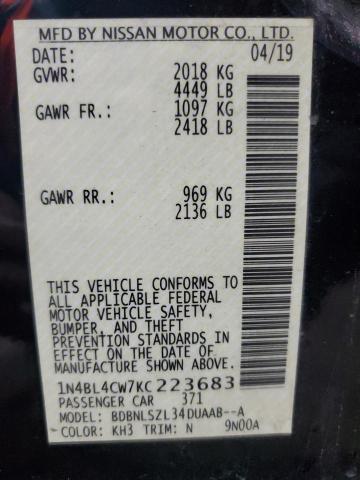 MFD BY NISSAN MOTOR CO., LTD.
DATE: 04/19
GVWR: 2018 KG
4449 LB
GAWR FR.: 1097 KG
2418 LB
GAWR RR.: 969 KG
2136 LB
THIS VEHICLE CONFORMS TO
ALL APPLICABLE FEDERAL
MOTOR VEHICLE SAFETY,
BUMPER, AND THEFT
PREVENTION STANDARDS
IN EFFECT ON THE DATE OF
MANUFACTURE SHOWN ABOVE.
1N4BL4CW7KC223683
PASSENGER CAR 371
MODEL: BDBNLSZL34DUAAB--A
COLOR: KH3 TRIM: N 9N00A